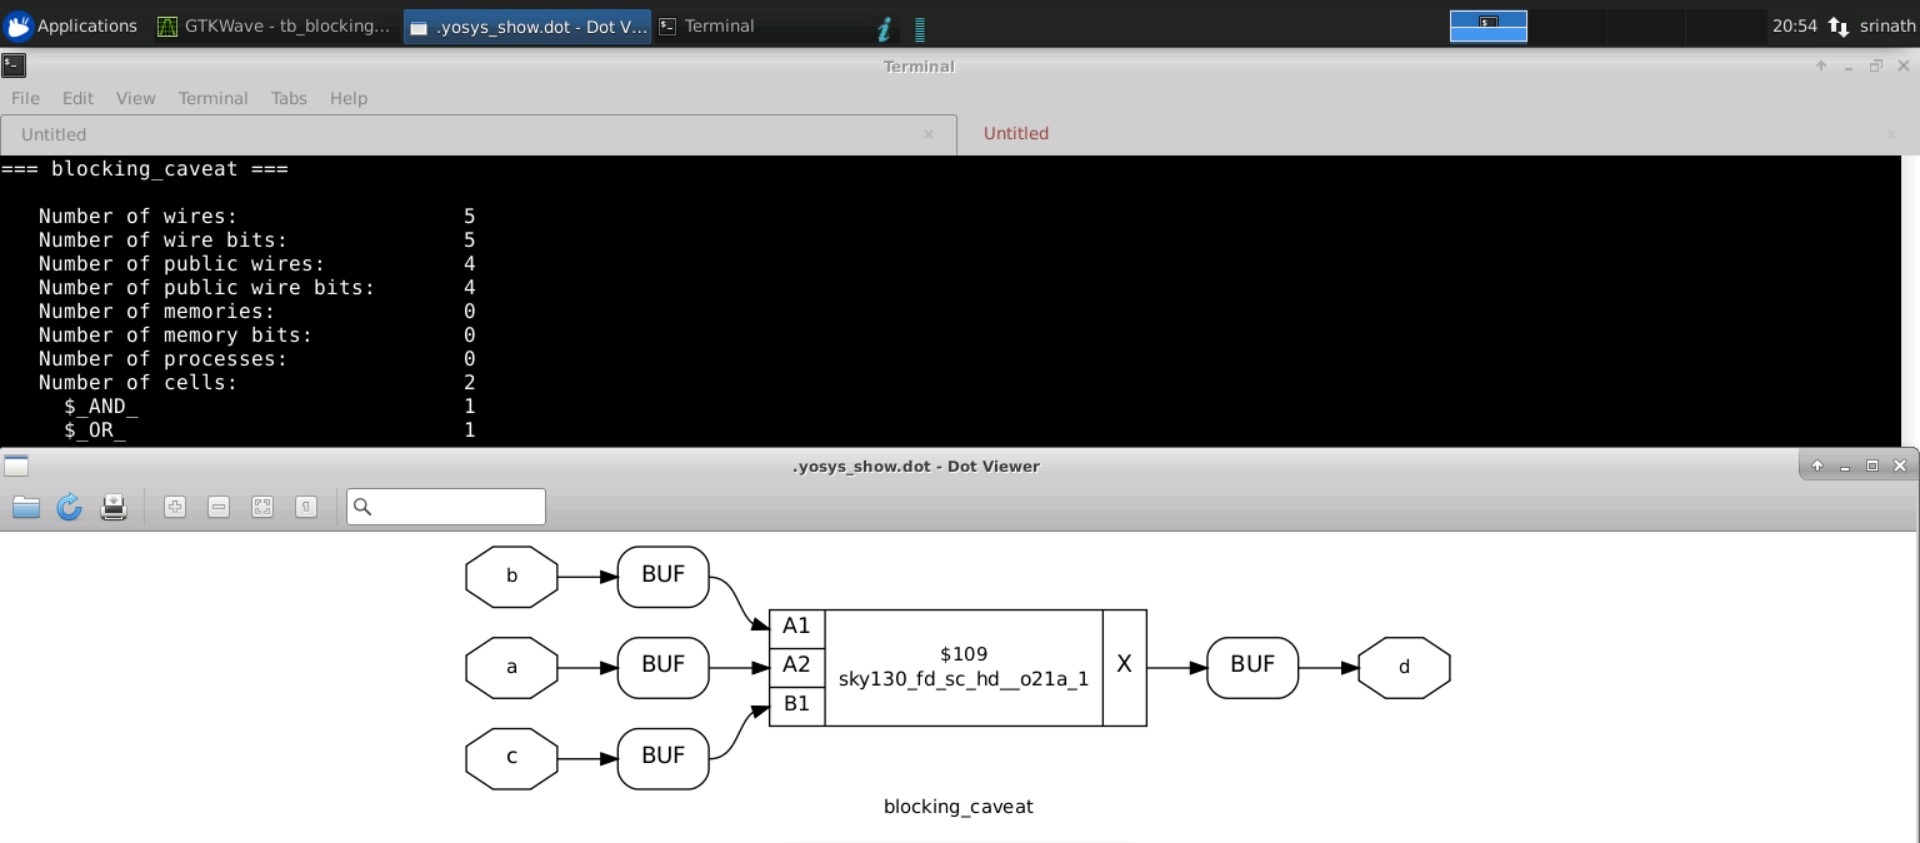 Applications GTKWave - tb_blocking... .yosys_show.dot - Dot V... Terminal 20:54 srinath
Terminal
File Edit View Terminal Tabs Help
Untitled Untitled
=== blocking_caveat ===
Number of wires: 5
Number of wire bits: 5
Number of public wires: 4
Number of public wire bits: 4
Number of memories: 0
Number of memory bits: 0
Number of processes: 0
Number of cells: 2
$_AND_ 1
$_OR_ 1
.yosys_show.dot - Dot Viewer
b BUF
A1
a BUF A2 $109 X BUF d
sky130_fd_sc_hd__o21a_1
B1
c BUF
blocking_caveat